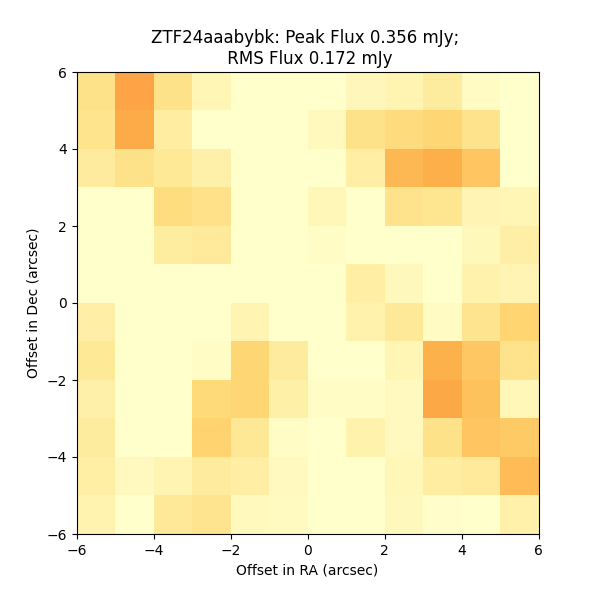 ZTF24aaabybk: Peak Flux 0.356 mJy;
RMS Flux 0.172 mJy
6
4
2
0
−2
−4
−6
Offset in Dec (arcsec)
−6 −4 −2 0 2 4 6
Offset in RA (arcsec)